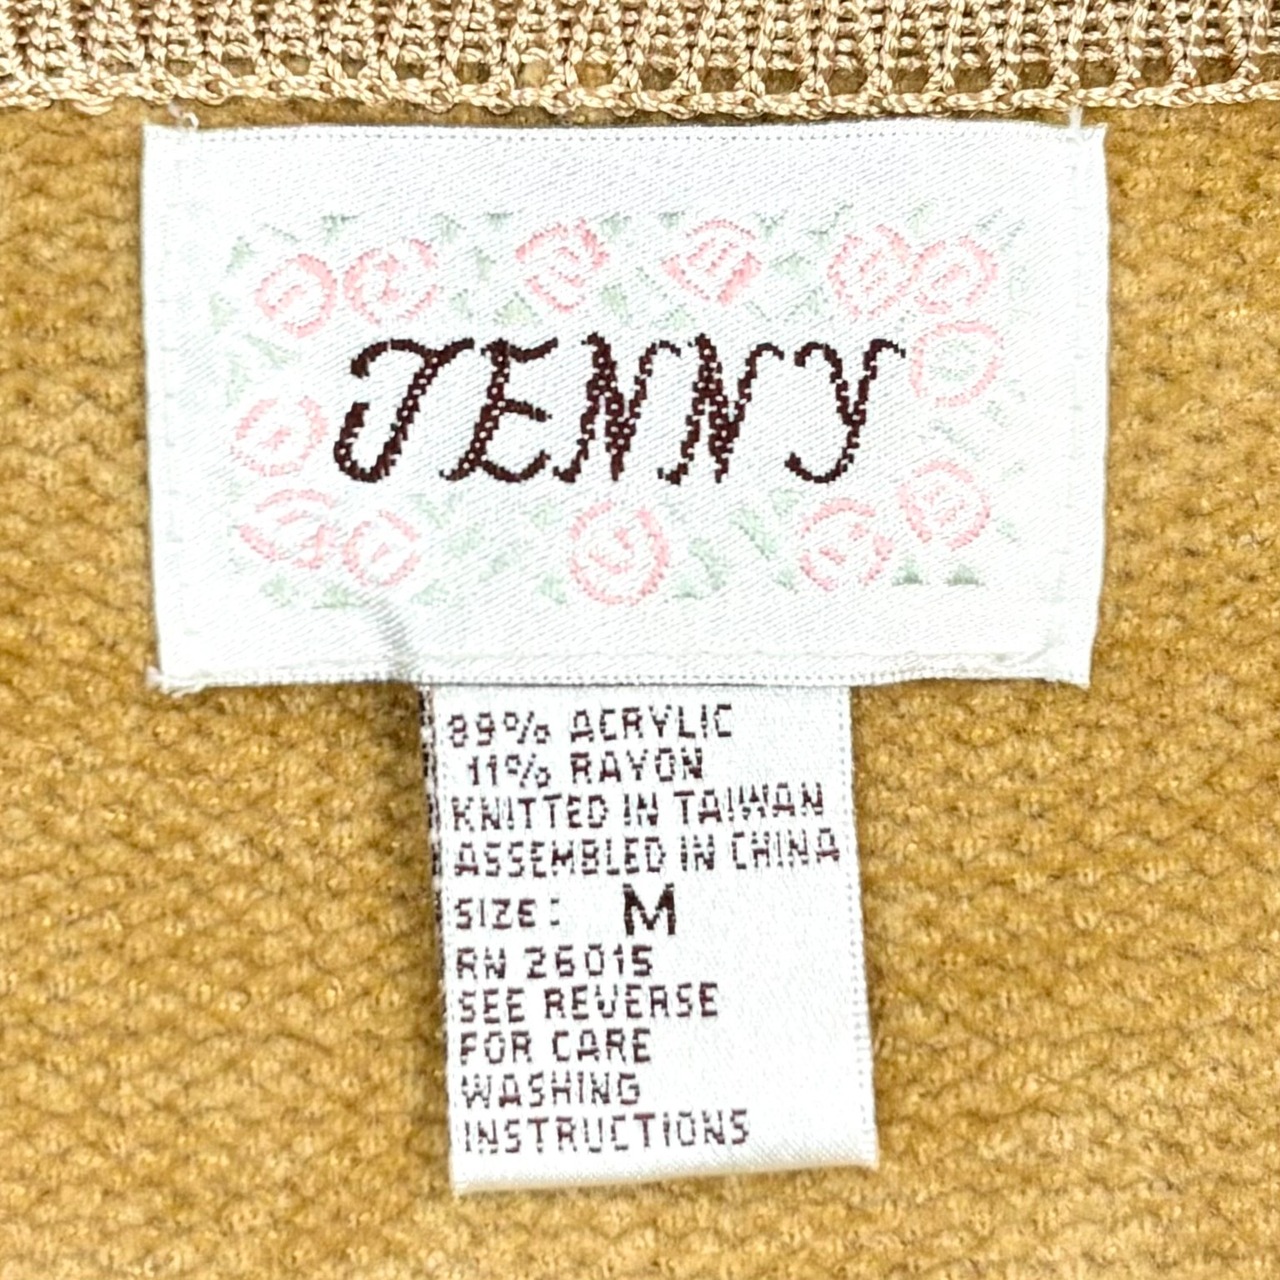 JENNY
89% ACRYLIC
11% RAYON
KNITTED IN TAIWAN
ASSEMBLED IN CHINA
SIZE: M
RN 26015
SEE REVERSE
FOR CARE
WASHING
INSTRUCTIONS